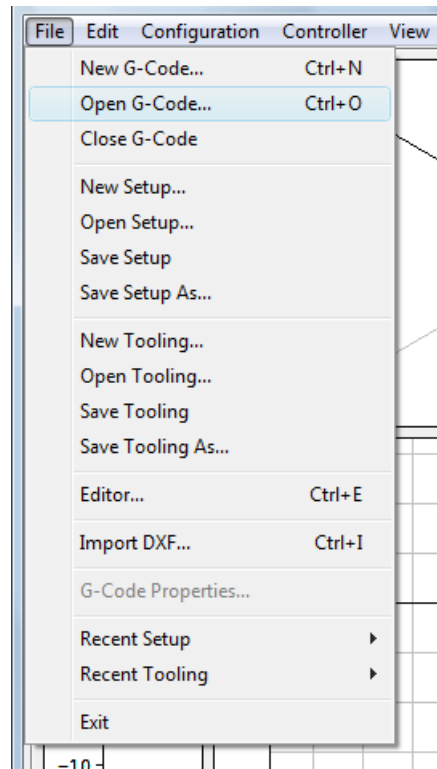 File Edit Configuration Controller View
New G-Code... Ctrl+N
Open G-Code... Ctrl+O
Close G-Code
New Setup...
Open Setup...
Save Setup
Save Setup As...
New Tooling...
Open Tooling...
Save Tooling
Save Tooling As...
Editor... Ctrl+E
Import DXF... Ctrl+I
G-Code Properties...
Recent Setup
Recent Tooling
Exit
-10